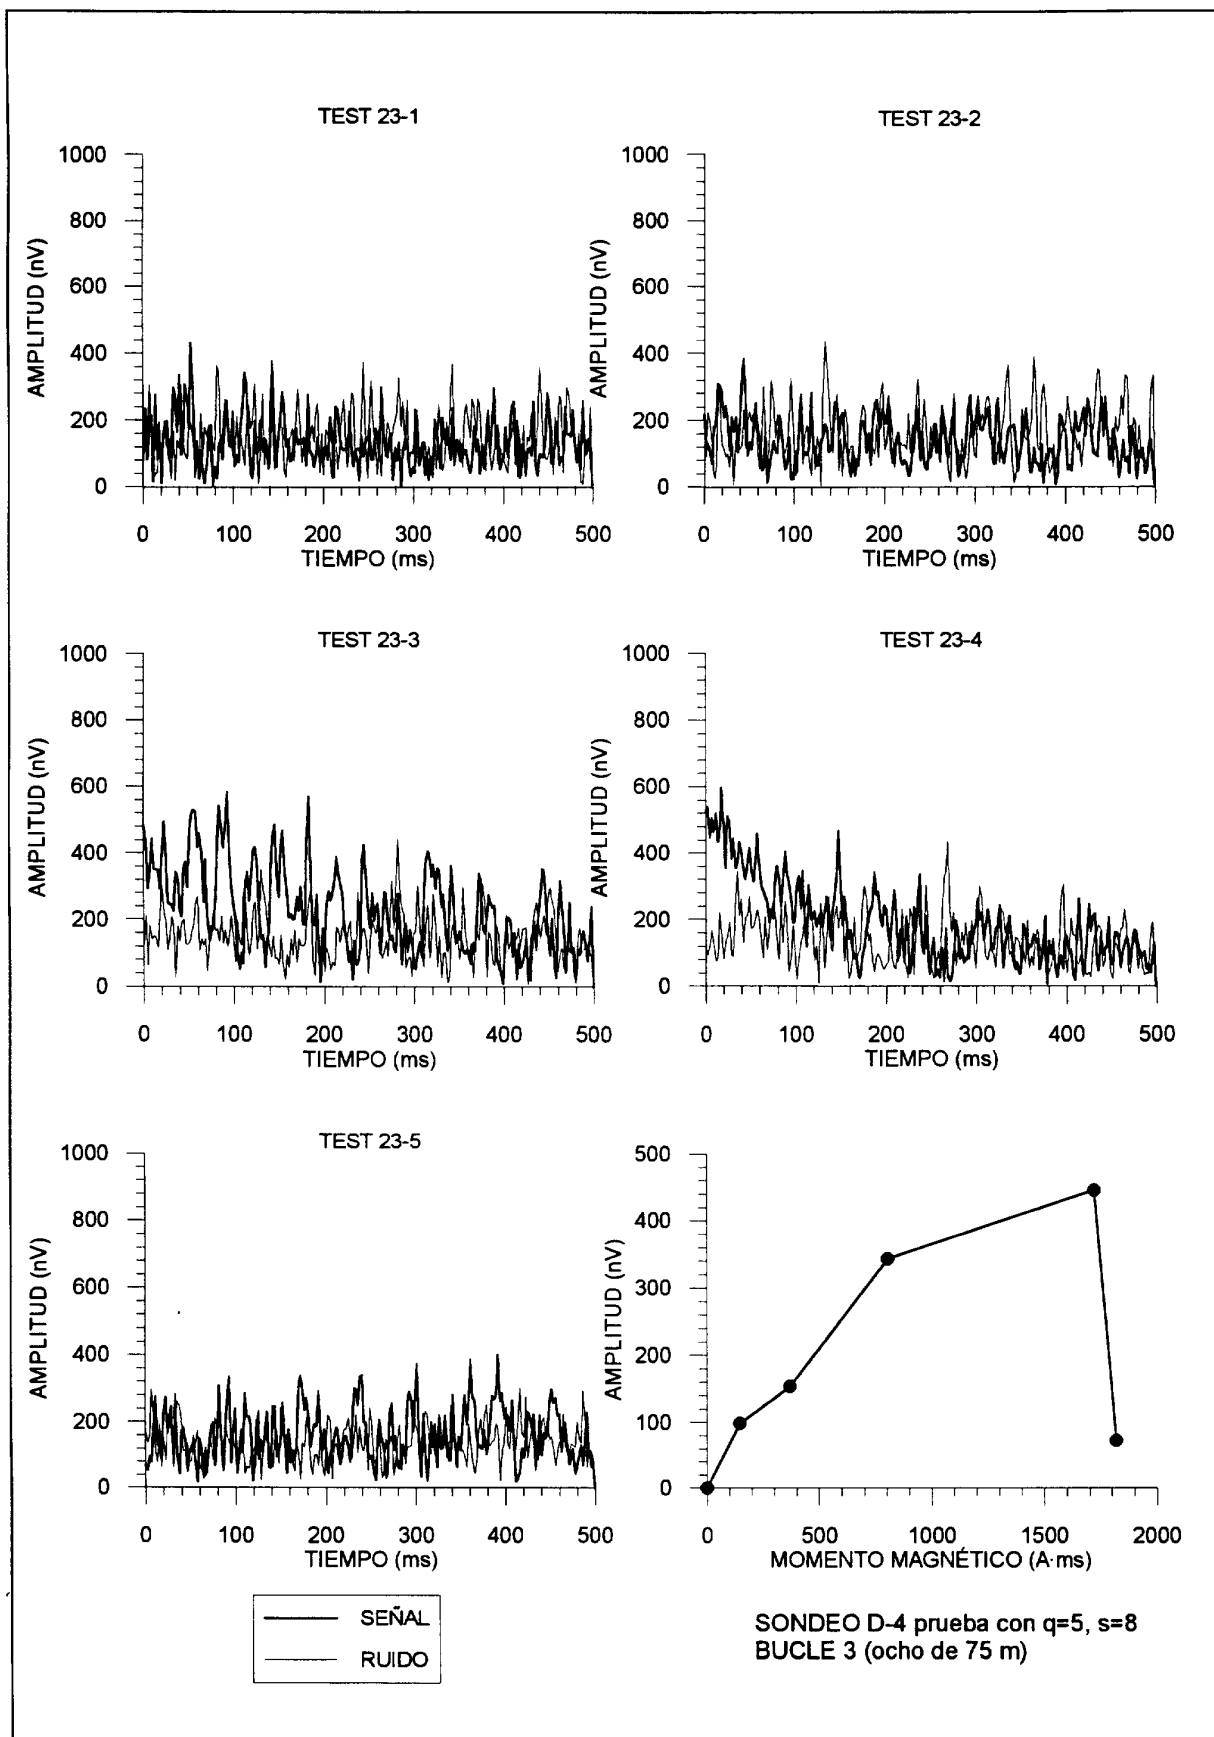 TEST 23-1
TEST 23-2
1000
800
600
400
200
0
AMPLITUD (nV)
0 100 200 300 400 500
TIEMPO (ms)
1000
800
600
400
200
0
AMPLITUD (nV)
0 100 200 300 400 500
TIEMPO (ms)
TEST 23-3
TEST 23-4
1000
800
600
400
200
0
AMPLITUD (nV)
0 100 200 300 400 500
TIEMPO (ms)
1000
800
600
400
200
0
AMPLITUD (nV)
0 100 200 300 400 500
TIEMPO (ms)
TEST 23-5
1000
800
600
400
200
0
AMPLITUD (nV)
0 100 200 300 400 500
TIEMPO (ms)
500
400
300
200
100
0
AMPLITUD (nV)
0 500 1000 1500 2000
MOMENTO MAGNÉTICO (A·ms)
SEÑAL
RUIDO
SONDEO D-4 prueba con q=5, s=8
BUCLE 3 (ocho de 75 m)